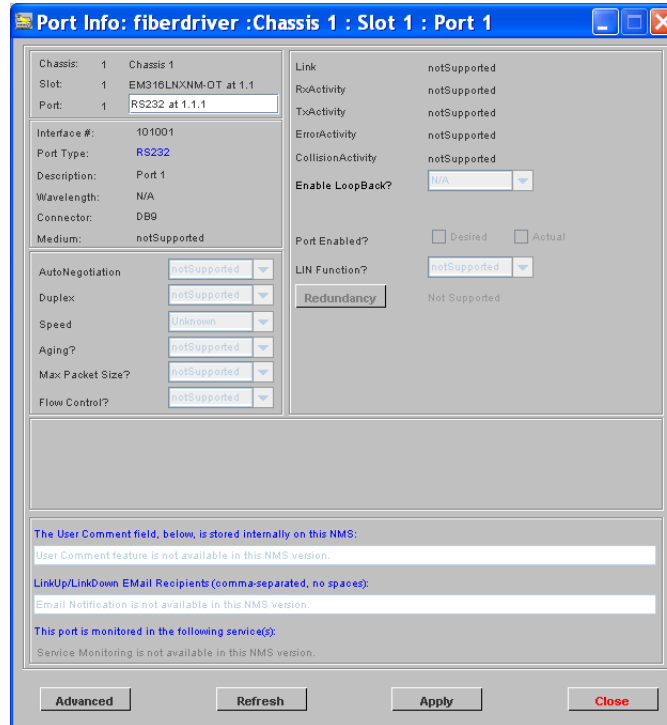 Port Info: fiberdriver :Chassis 1 : Slot 1 : Port 1
Chassis: 1 Chassis 1
Slot: 1 EM316LNXNM-OT at 1.1
Port: 1 RS232 at 1.1.1
Interface #: 101001
Port Type: RS232
Description: Port 1
Wavelength: N/A
Connector: DB9
Medium: notSupported
AutoNegotiation notSupported
Duplex notSupported
Speed Unknown
Aging? notSupported
Max Packet Size? notSupported
Flow Control? notSupported
Link notSupported
RxActivity notSupported
TxActivity notSupported
ErrorActivity notSupported
CollisionActivity notSupported
Enable LoopBack? N/A
Port Enabled? Desired Actual
LIN Function? notSupported
Redundancy Not Supported
The User Comment field, below, is stored internally on this NMS:
User Comment feature is not available in this NMS version.
LinkUp/LinkDown EMail Recipients (comma-separated, no spaces):
Email Notification is not available in this NMS version.
This port is monitored in the following service(s):
Service Monitoring is not available in this NMS version.
Advanced Refresh Apply Close